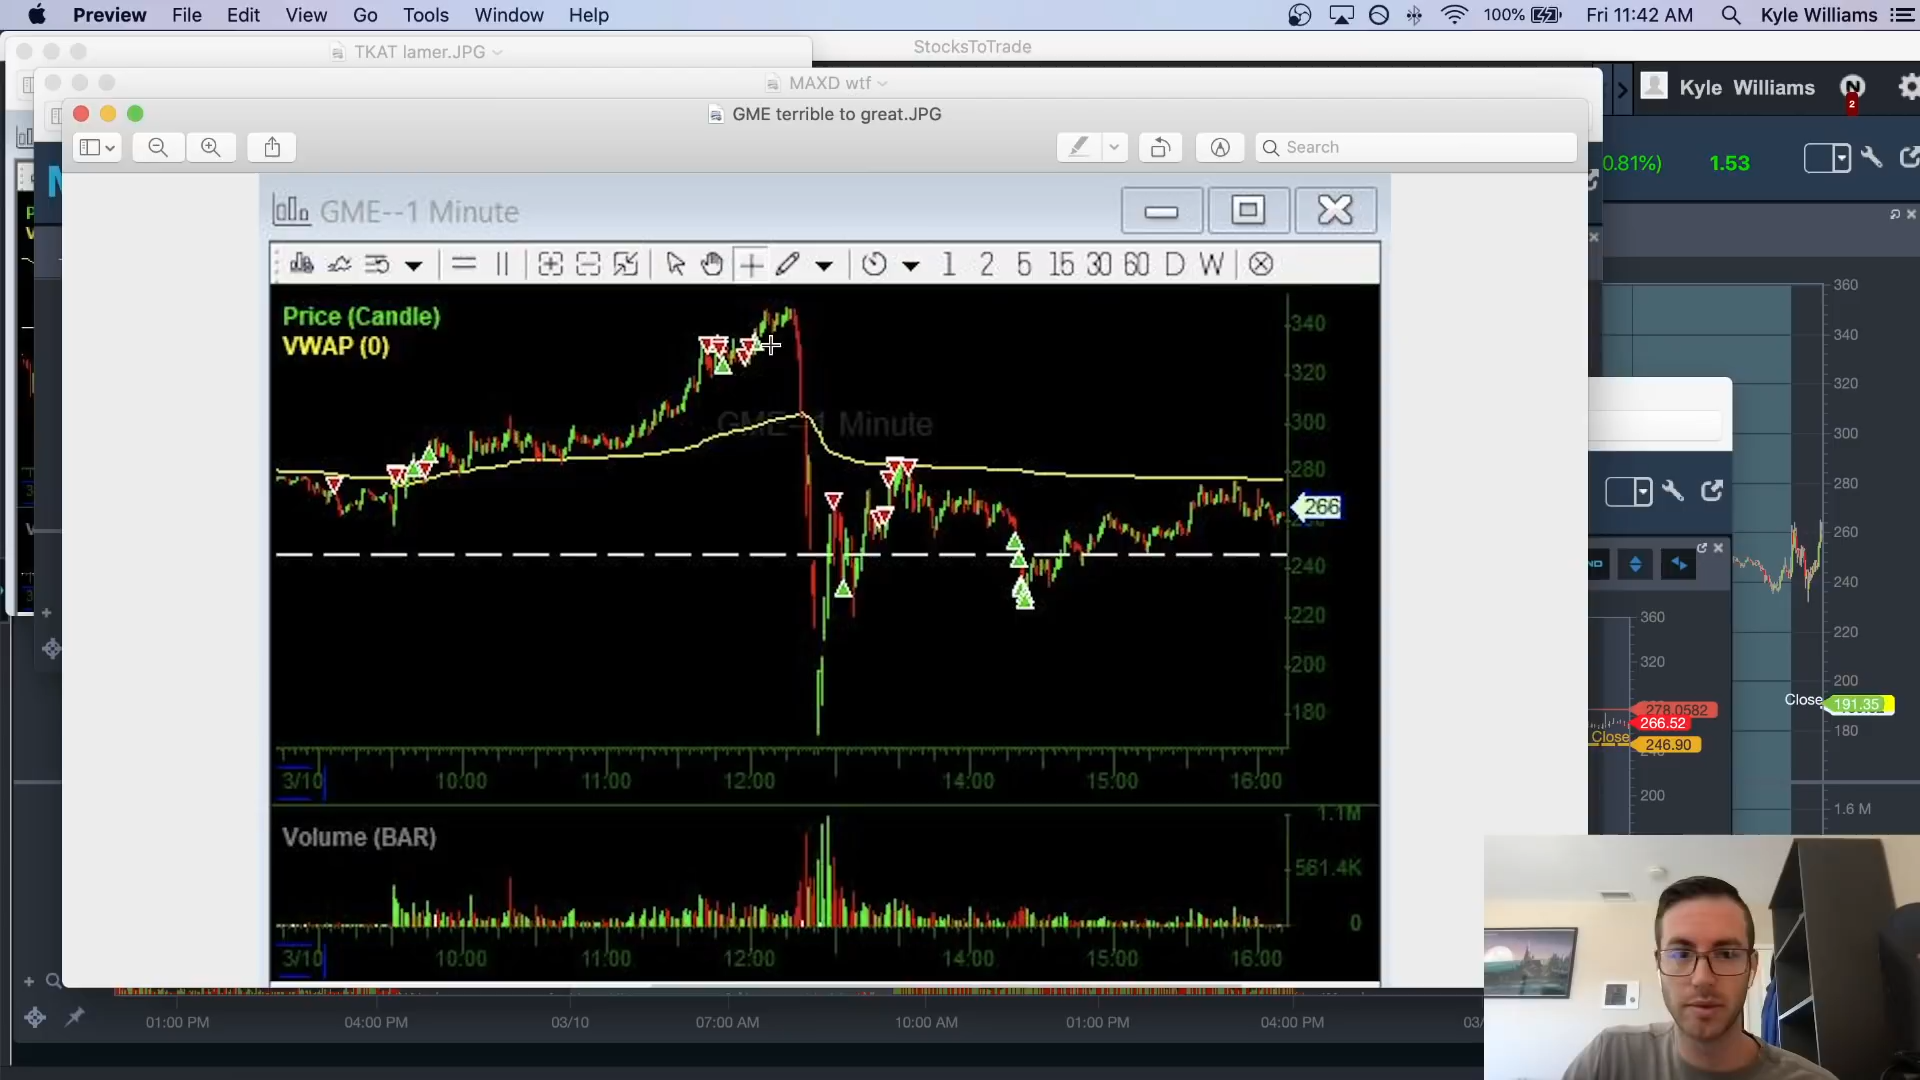 Preview File Edit View Go Tools Window Help
100% Fri 11:42 AM Kyle Williams
StocksToTrade
TKAT lamer.JPG
MAXD wtf
Kyle Williams
N
2
GME terrible to great.JPG
Search
0.81%) 1.53
GME--1 Minute
1 2 5 15 30 60 D W
Price (Candle)
VWAP (0)
GME--1 Minute
340
320
300
280
266
240
220
200
180
3/10 10:00 11:00 12:00 14:00 15:00 16:00
Volume (BAR)
1.1M
561.4K
0
3/10 10:00 11:00 12:00 14:00 15:00 16:00
360
340
320
300
280
260
240
220
200
Close 191.35
180
1.6 M
ND
360
320
278.0582
266.52
Close 246.90
200
01:00 PM 04:00 PM 03/10 07:00 AM 10:00 AM 01:00 PM 04:00 PM